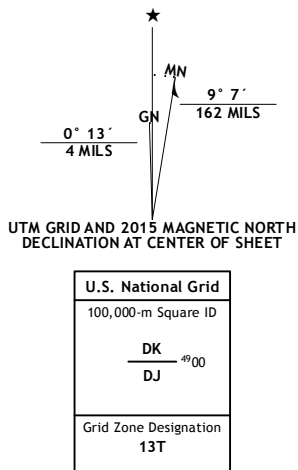 ★
MN
GN
9° 7´
162 MILS
0° 13´
4 MILS
UTM GRID AND 2015 MAGNETIC NORTH
DECLINATION AT CENTER OF SHEET
U.S. National Grid
100,000-m Square ID
DK
⁴⁹00
DJ
Grid Zone Designation
13T